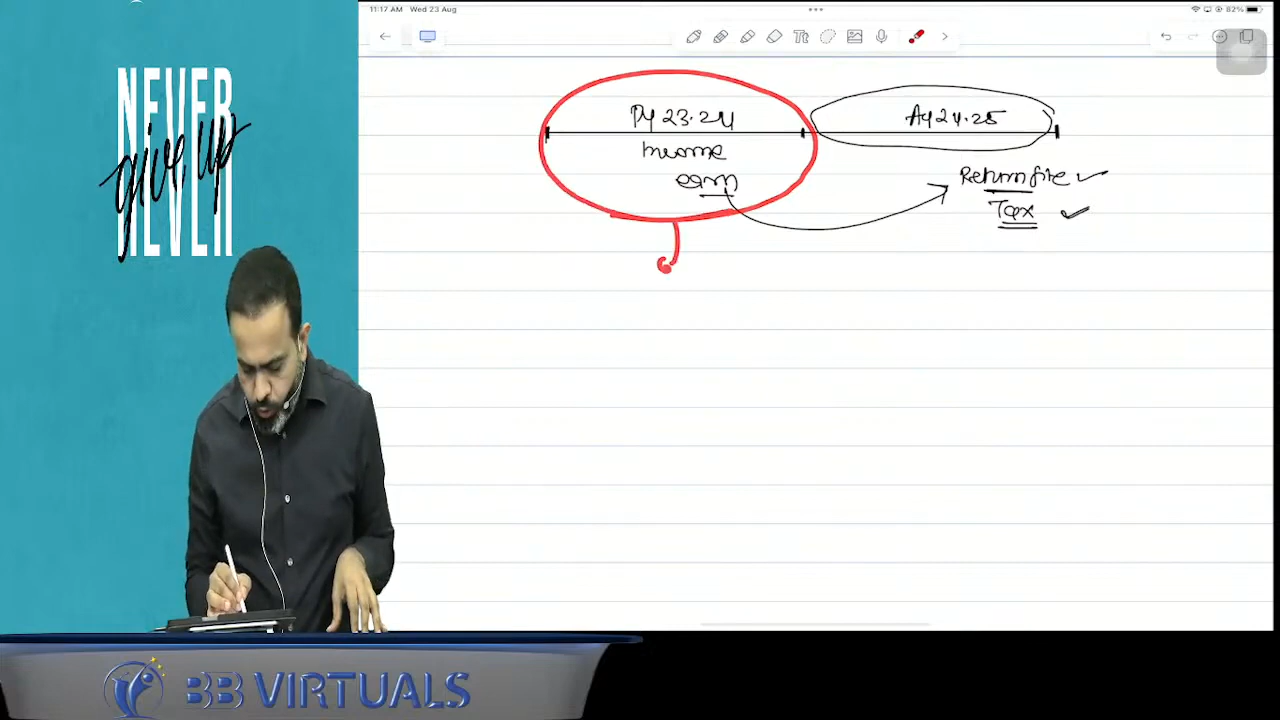 11:17 AM Wed 23 Aug
82%
NEVER
give up
NEVER
PY 23.24
AY 24.25
Income
earn
Return file
Tax
BB VIRTUALS